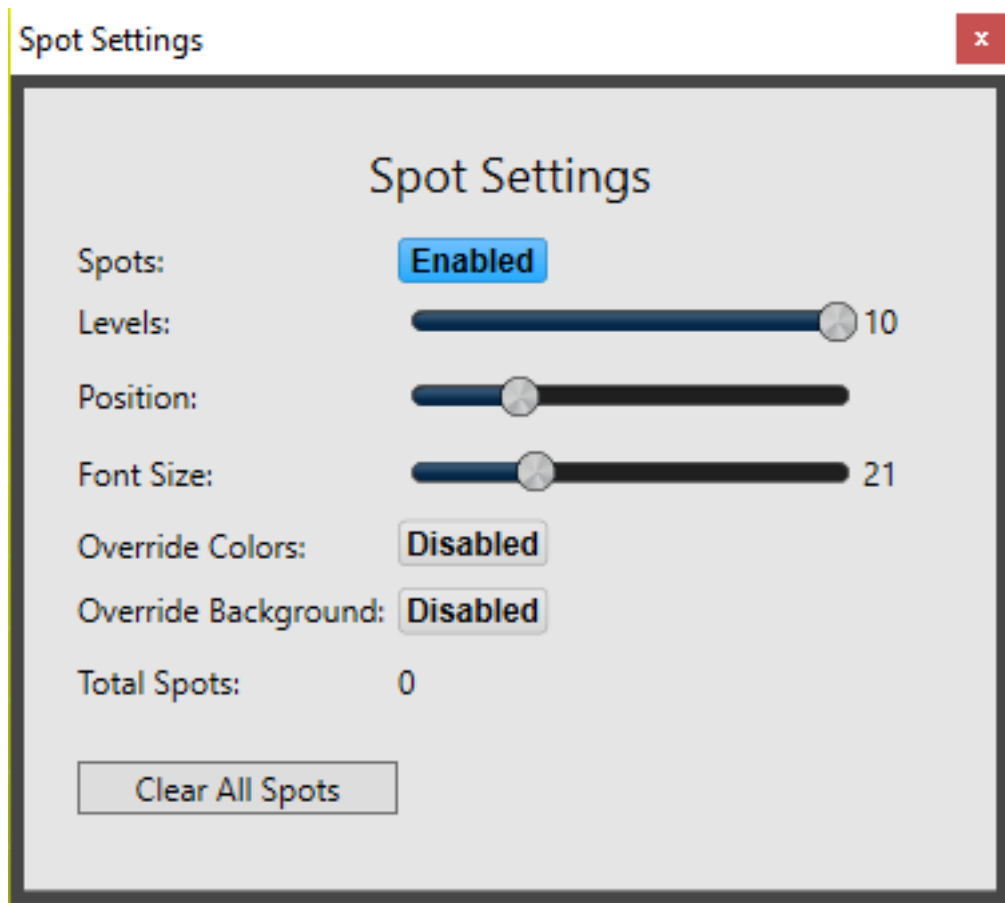 Spot Settings
x
Spot Settings
Spots: Enabled
Levels: 10
Position:
Font Size: 21
Override Colors: Disabled
Override Background: Disabled
Total Spots: 0
Clear All Spots